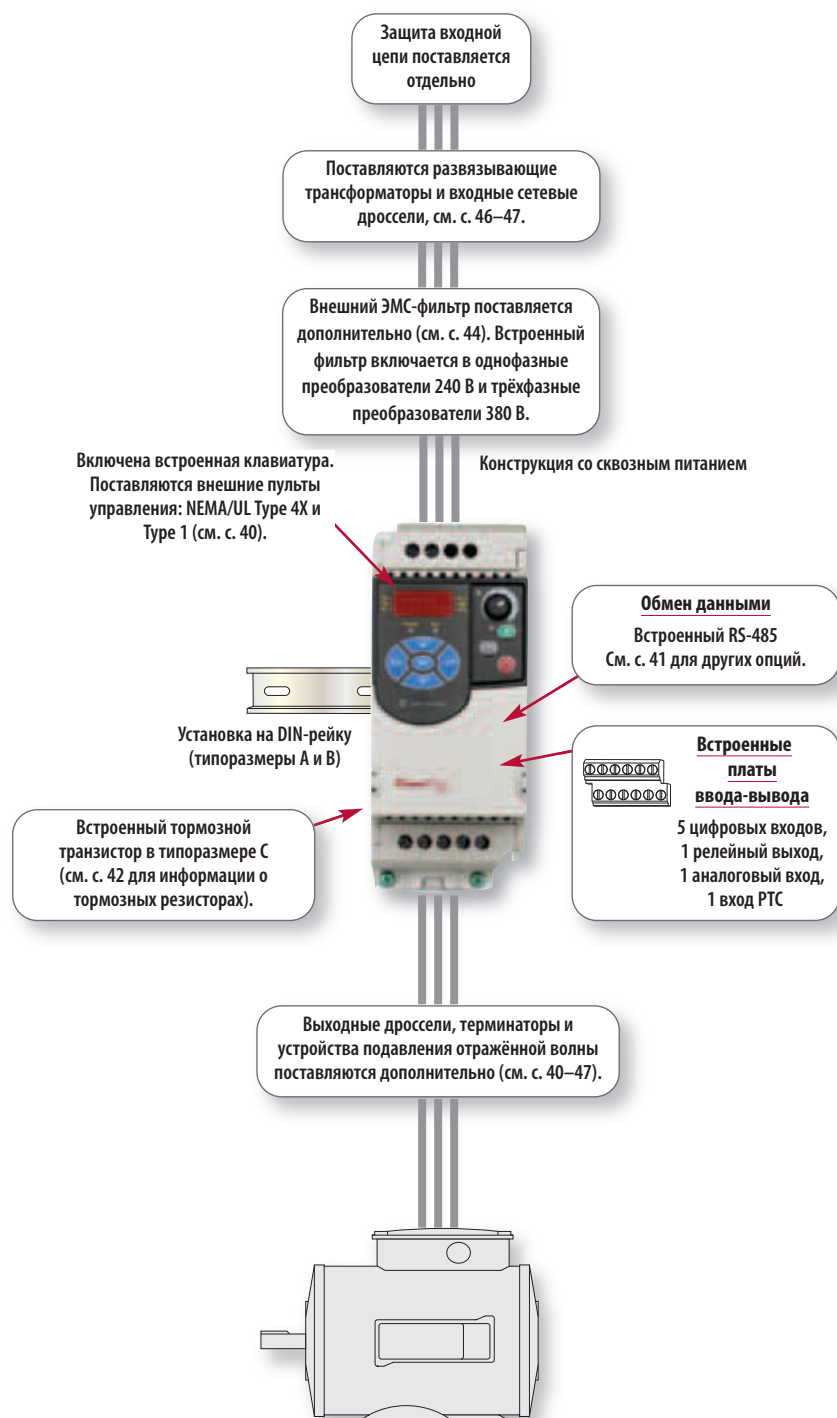 Защита входной
цепи поставляется
отдельно
Поставляются развязывающие
трансформаторы и входные сетевые
дроссели, см. с. 46–47.
Внешний ЭМС-фильтр поставляется
дополнительно (см. с. 44). Встроенный
фильтр включается в однофазные
преобразователи 240 В и трёхфазные
преобразователи 380 В.
Включена встроенная клавиатура.
Поставляются внешние пульты
управления: NEMA/UL Type 4X и
Type 1 (см. с. 40).
Конструкция со сквозным питанием
Обмен данными
Встроенный RS-485
См. с. 41 для других опций.
Установка на DIN-рейку
(типоразмеры A и B)
Встроенные
платы
ввода-вывода
5 цифровых входов,
1 релейный выход,
1 аналоговый вход,
1 вход PTC
Встроенный тормозной
транзистор в типоразмере C
(см. с. 42 для информации о
тормозных резисторах).
Выходные дроссели, терминаторы и
устройства подавления отражённой волны
поставляются дополнительно (см. с. 40–47).